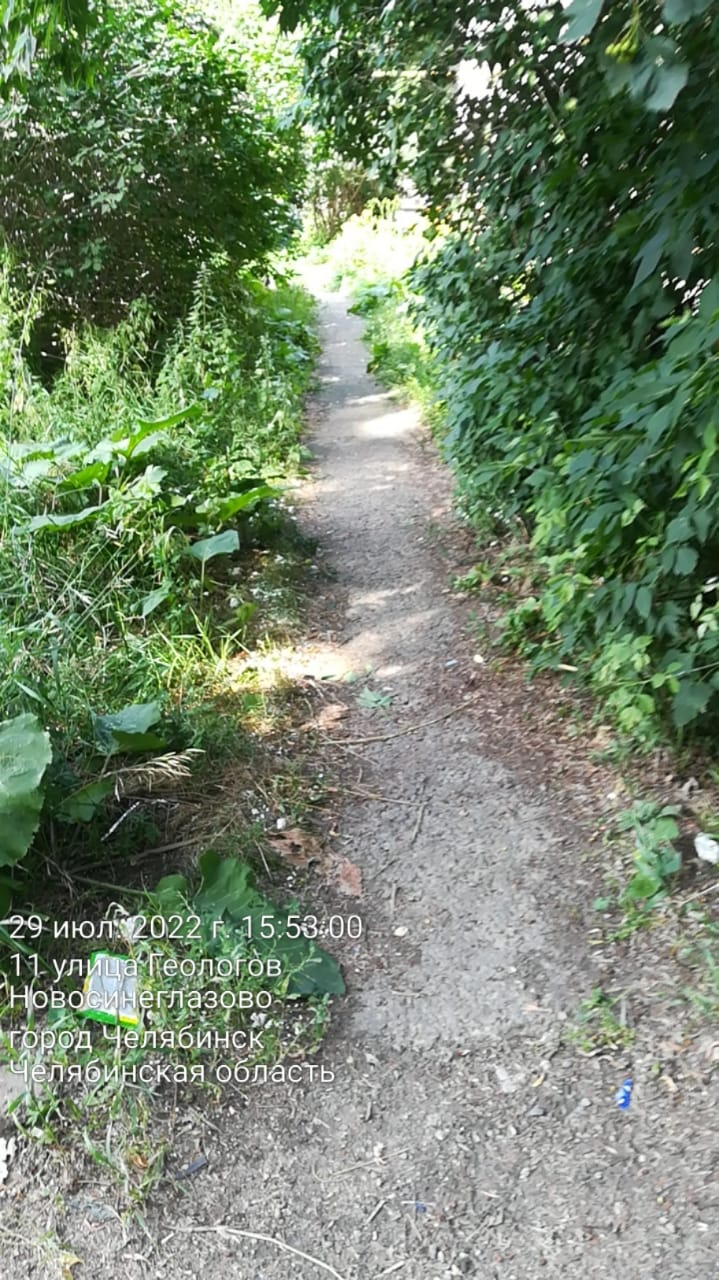 29 июл. 2022 г. 15:53:00
11 улица Геологов
Новосинеглазово
город Челябинск
Челябинская область